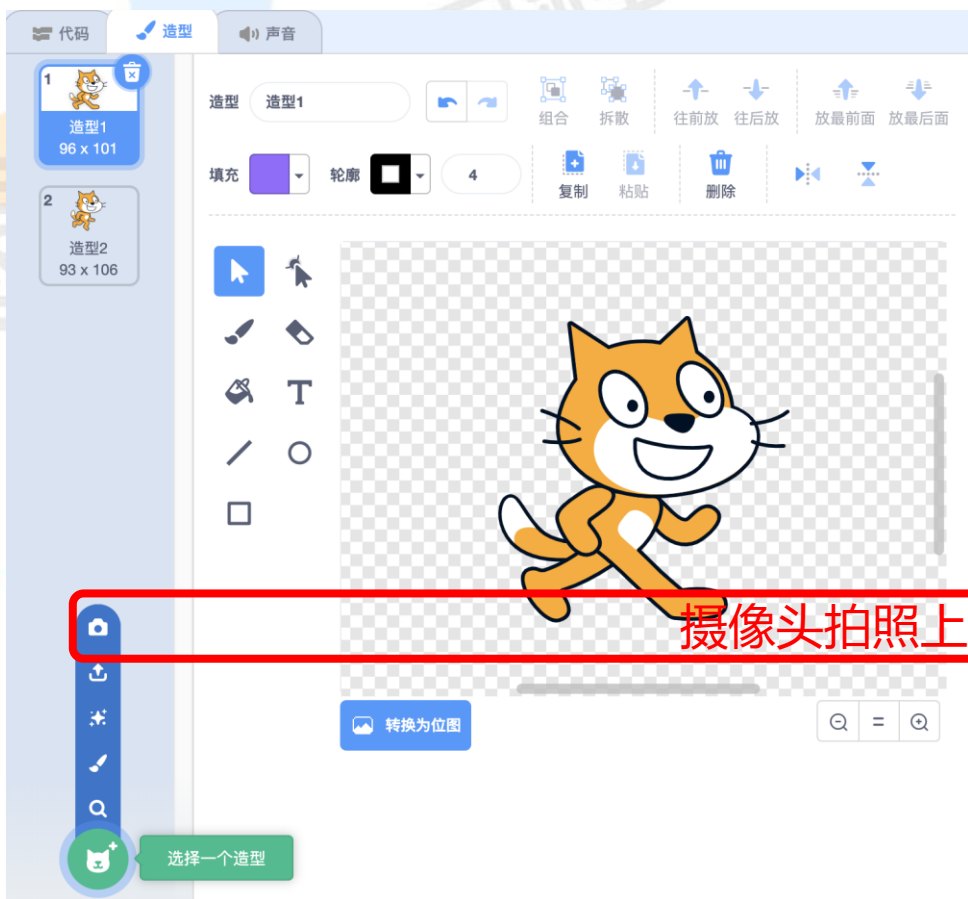 代码 造型 声音
1
造型1
96 x 101
2
造型2
93 x 106
造型 造型1 组合 拆散 往前放 往后放 放最前面 放最后面
填充 轮廓 4 复制 粘贴 删除
T
摄像头拍照上
转换为位图
选择一个造型